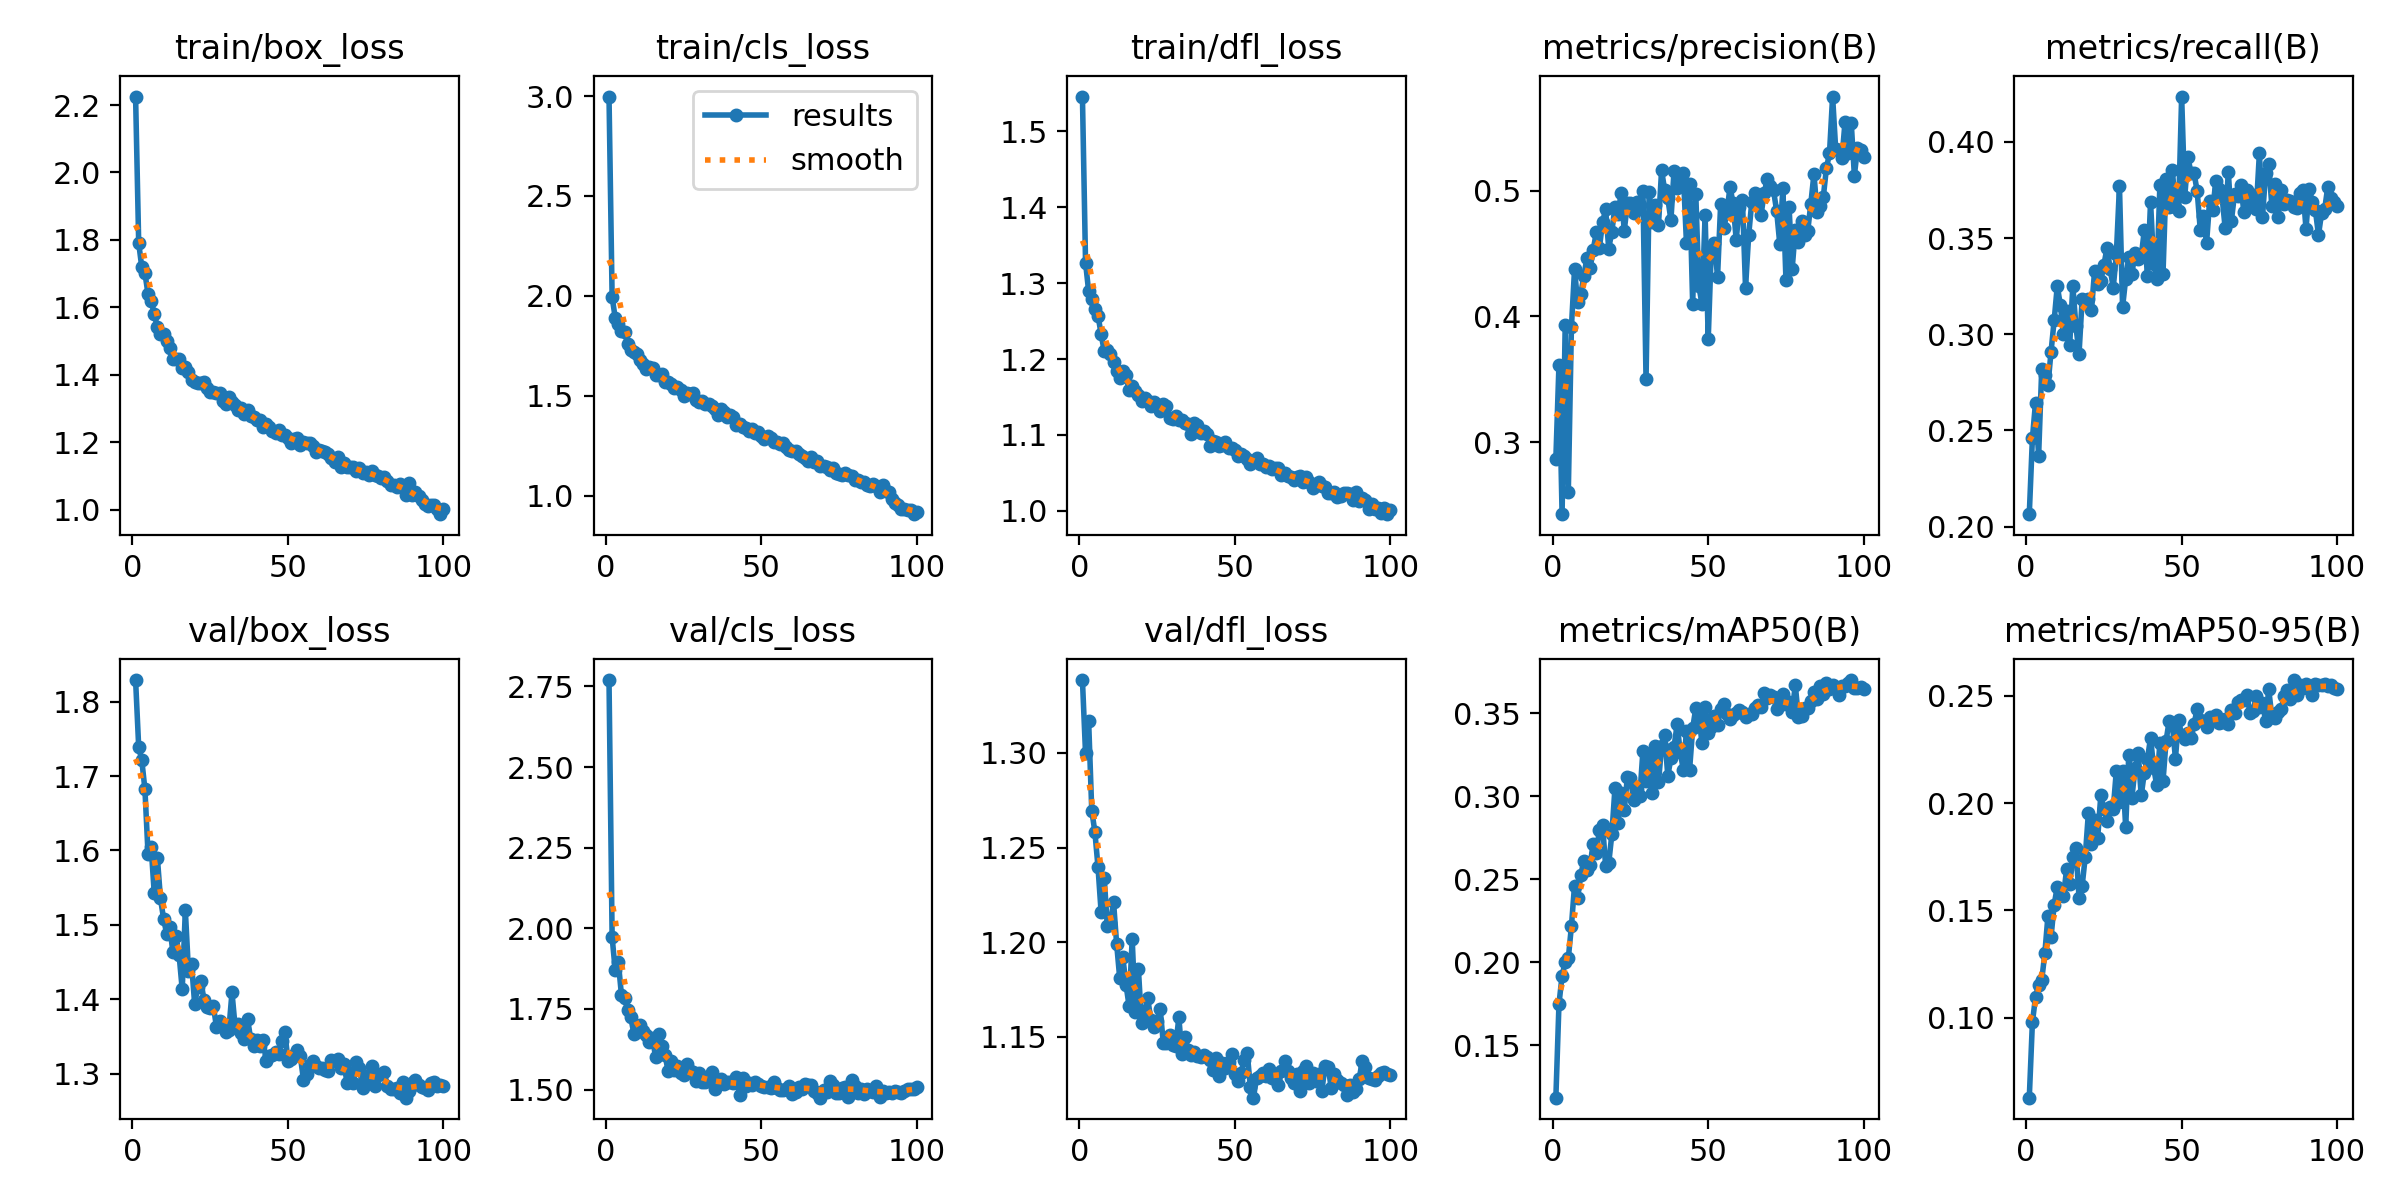 train/box_loss
train/cls_loss
train/dfl_loss
metrics/precision(B)
metrics/recall(B)
2.2
2.0
1.8
1.6
1.4
1.2
1.0
0 50 100
3.0
2.5
2.0
1.5
1.0
results
smooth
0 50 100
1.5
1.4
1.3
1.2
1.1
1.0
0 50 100
0.5
0.4
0.3
0 50 100
0.40
0.35
0.30
0.25
0.20
0 50 100
val/box_loss
val/cls_loss
val/dfl_loss
metrics/mAP50(B)
metrics/mAP50-95(B)
1.8
1.7
1.6
1.5
1.4
1.3
0 50 100
2.75
2.50
2.25
2.00
1.75
1.50
0 50 100
1.30
1.25
1.20
1.15
0 50 100
0.35
0.30
0.25
0.20
0.15
0 50 100
0.25
0.20
0.15
0.10
0 50 100